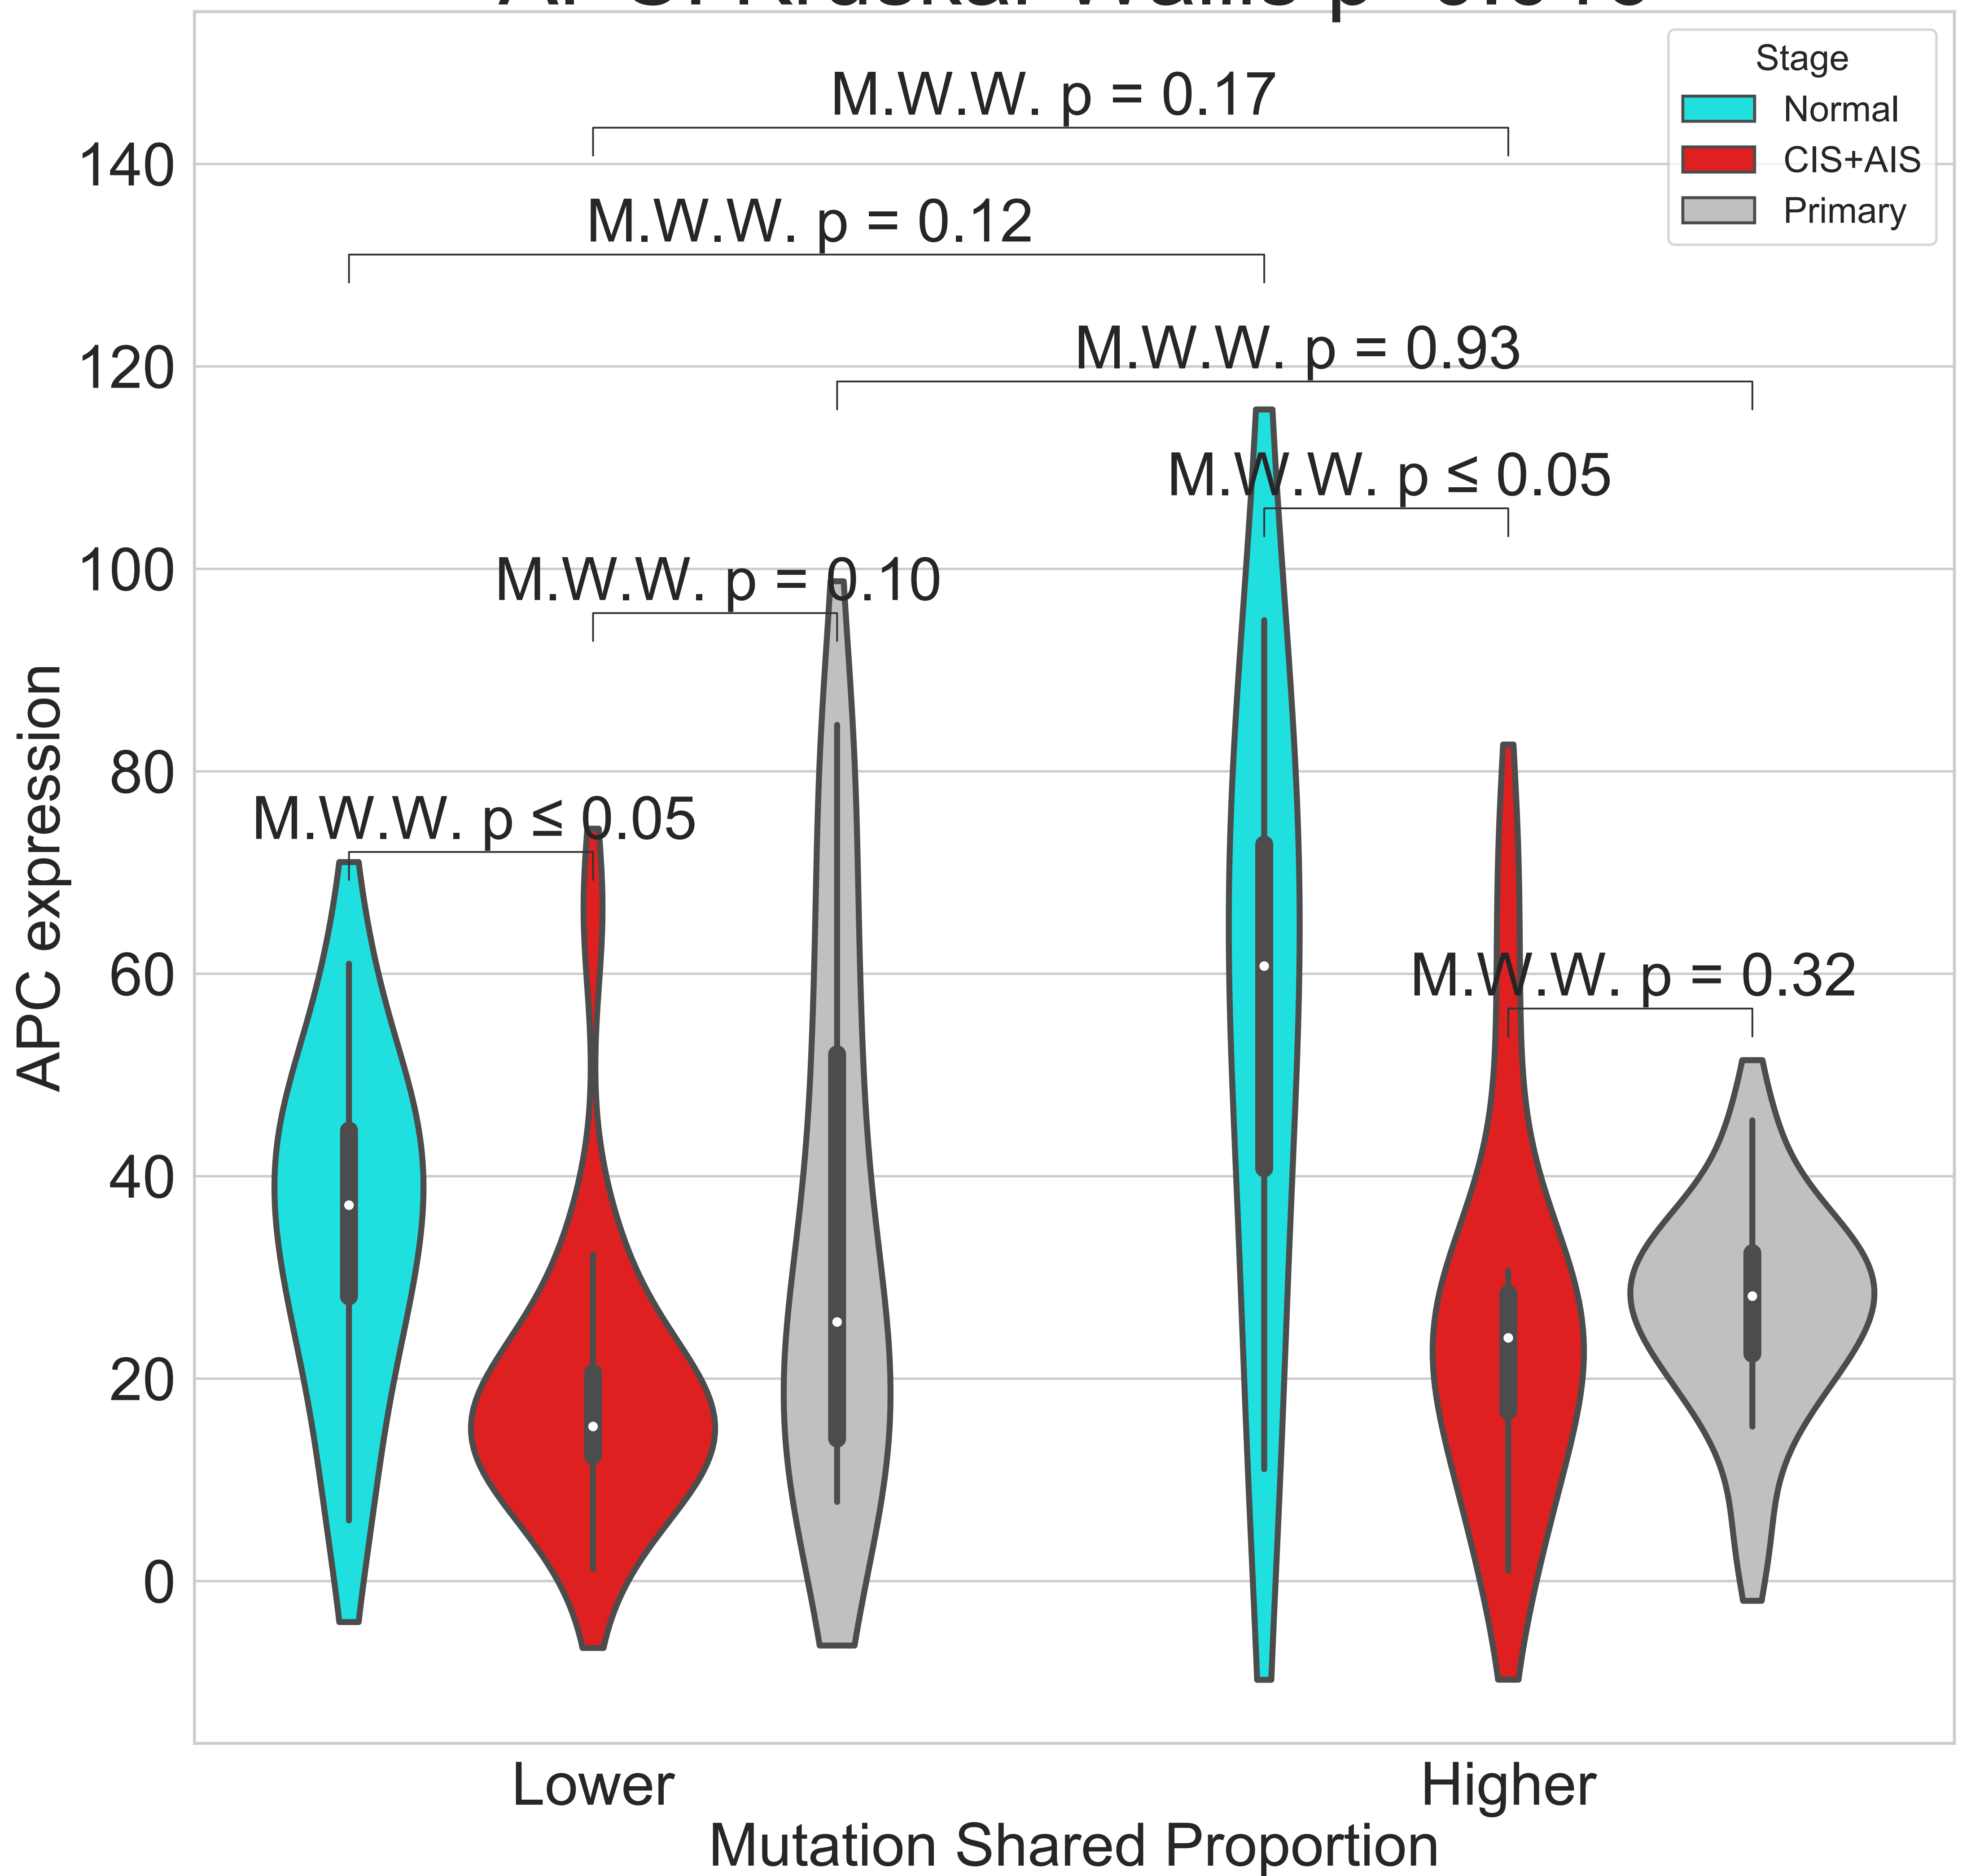 Stage
Normal
CIS+AIS
Primary
M.W.W. p = 0.17
M.W.W. p = 0.12
M.W.W. p = 0.93
M.W.W. p ≤ 0.05
M.W.W. p = 0.10
M.W.W. p ≤ 0.05
M.W.W. p = 0.32
140
120
100
80
60
40
20
0
APC expression
Lower
Higher
Mutation Shared Proportion